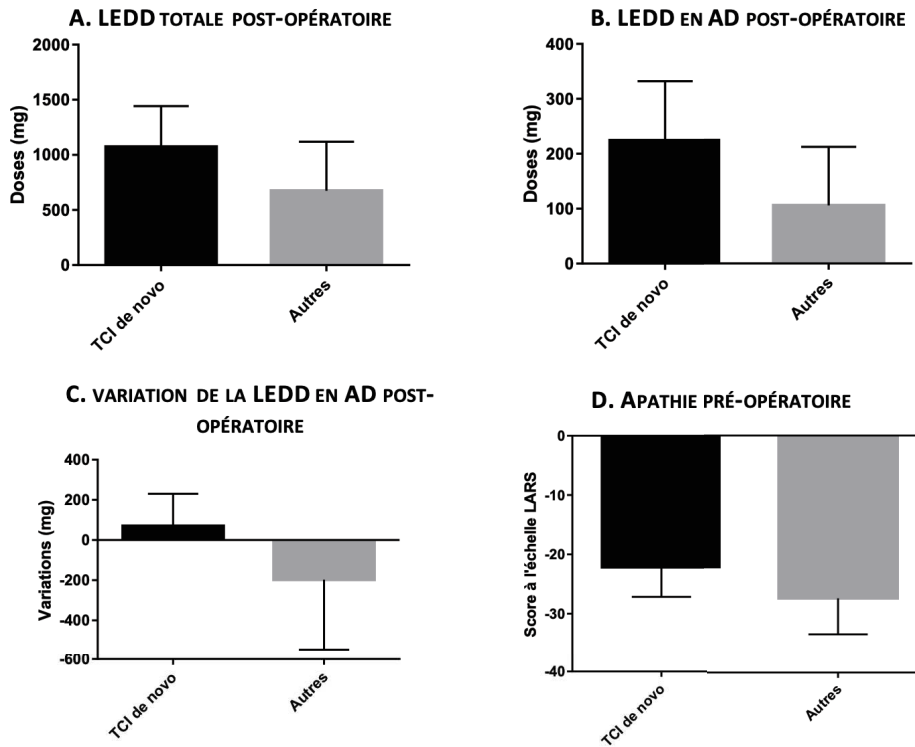 A. LEDD TOTALE POST-OPÉRATOIRE
2000
1500
1000
500
0
Doses (mg)
TCI de novo
Autres
B. LEDD EN AD POST-OPÉRATOIRE
400
300
200
100
0
Doses (mg)
TCI de novo
Autres
C. VARIATION DE LA LEDD EN AD POST-
OPÉRATOIRE
400
200
0
-200
-400
-600
Variations (mg)
TCI de novo
Autres
D. APATHIE PRÉ-OPÉRATOIRE
0
-10
-20
-30
-40
Score à l'échelle LARS
TCI de novo
Autres